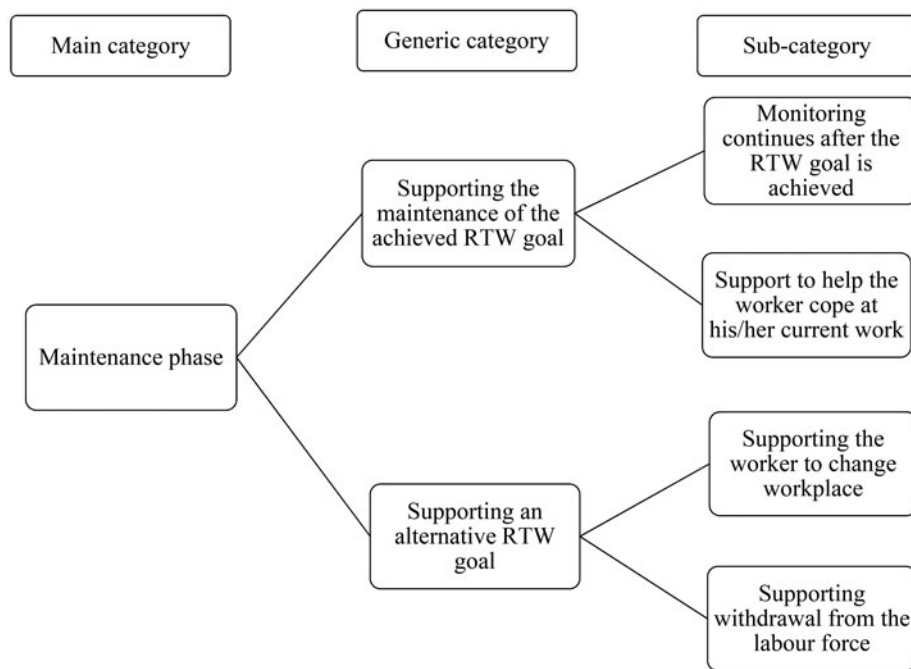 Main category
Generic category
Sub-category
Monitoring
continues after the
RTW goal is
achieved
Supporting the
maintenance of the
achieved RTW goal
Support to help the
worker cope at
his/her current work
Maintenance phase
Supporting the
worker to change
workplace
Supporting an
alternative RTW
goal
Supporting
withdrawal from the
labour force